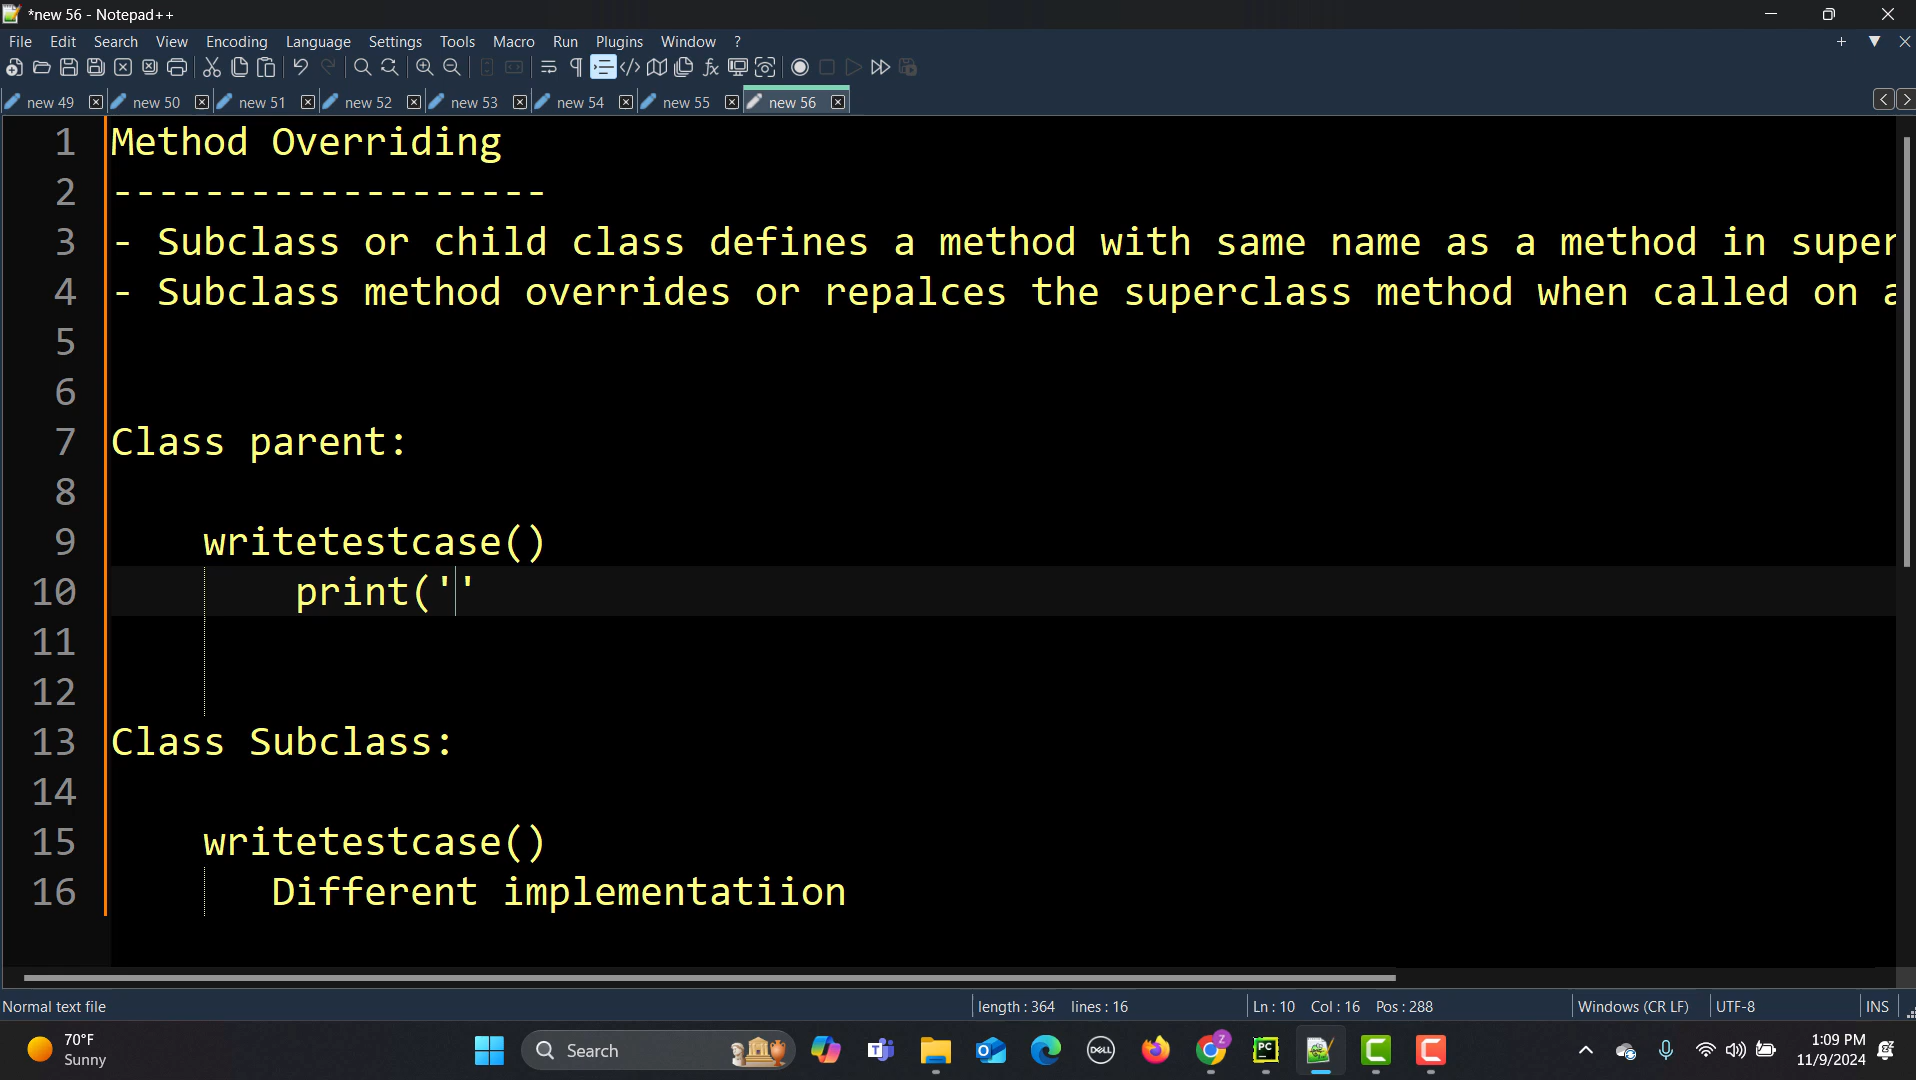 *new 56 - Notepad++
File Edit Search View Encoding Language Settings Tools Macro Run Plugins Window ?
new 49 new 50 new 51 new 52 new 53 new 54 new 55 new 56
1 Method Overriding
2 -------------------
3 - Subclass or child class defines a method with same name as a method in super
4 - Subclass method overrides or repalces the superclass method when called on a
5
6
7 Class parent:
8
9 writetestcase()
10 print(''
11
12
13 Class Subclass:
14
15 writetestcase()
16 Different implementatiion
Normal text file length : 364 lines : 16 Ln : 10 Col : 16 Pos : 288 Windows (CR LF) UTF-8 INS
70°F
Sunny
Search
1:09 PM
11/9/2024